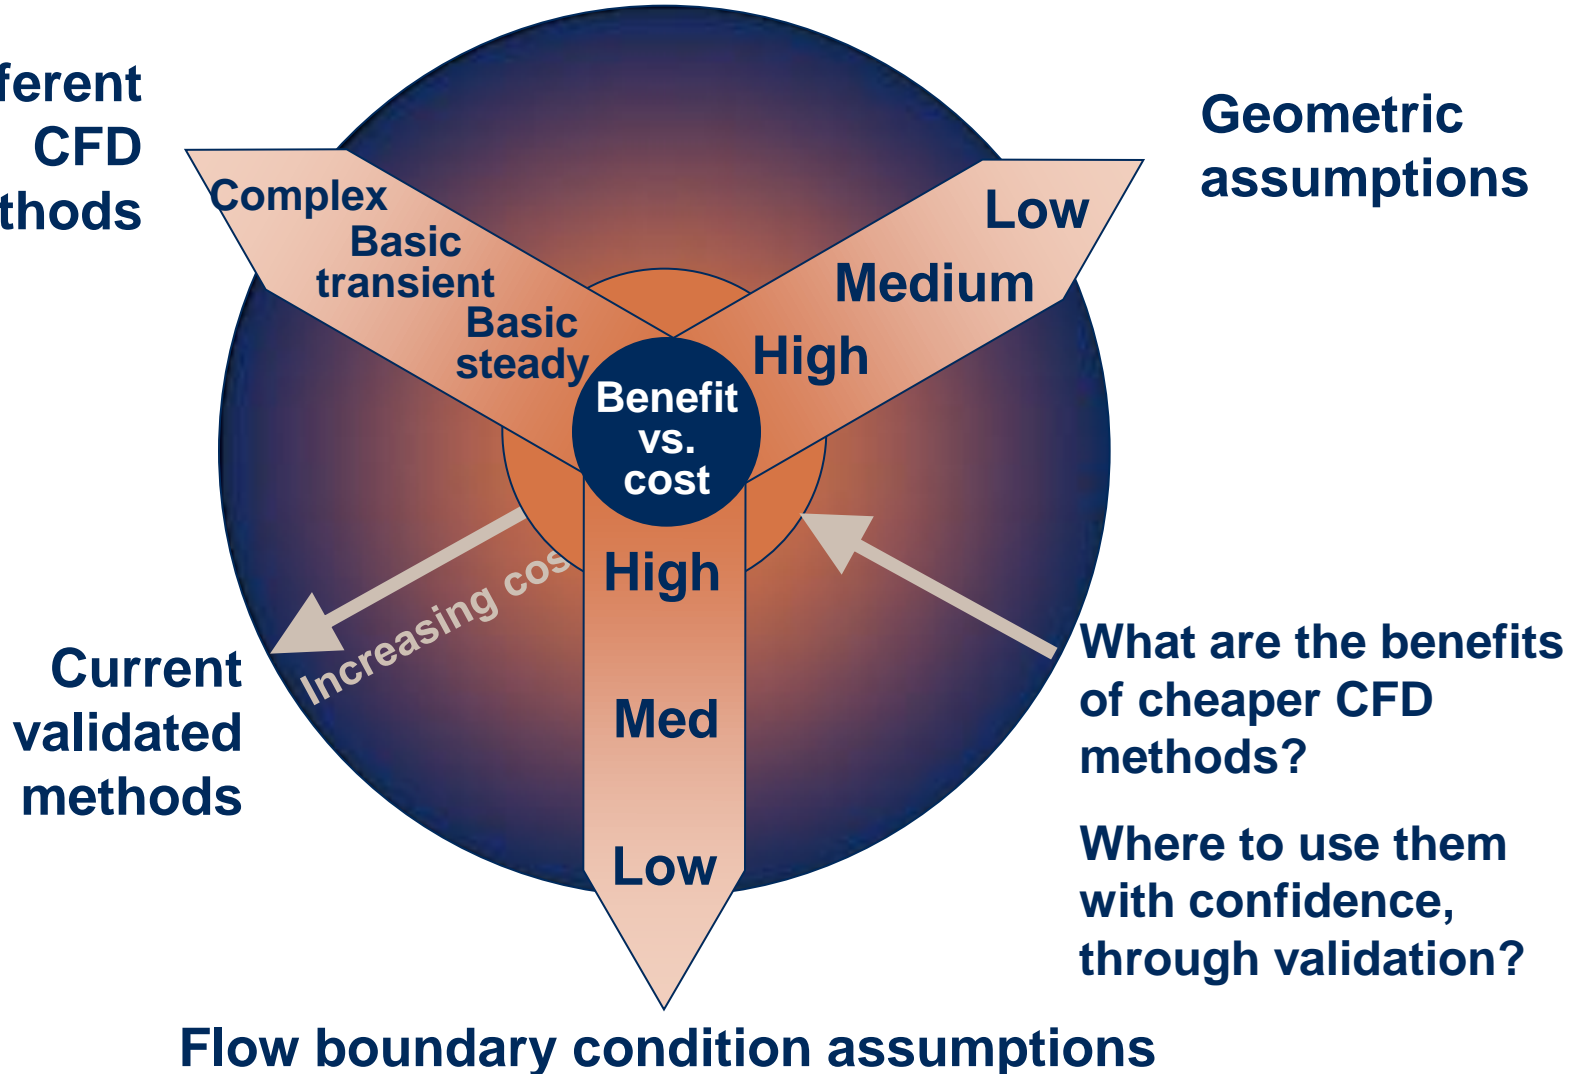 fferent
CFD
thods
Geometric
assumptions
Complex
Basic
transient
Basic
steady
Low
Medium
High
Benefit
vs.
cost
High
Med
Low
Increasing cos
Current
validated
methods
What are the benefits
of cheaper CFD
methods?
Where to use them
with confidence,
through validation?
Flow boundary condition assumptions